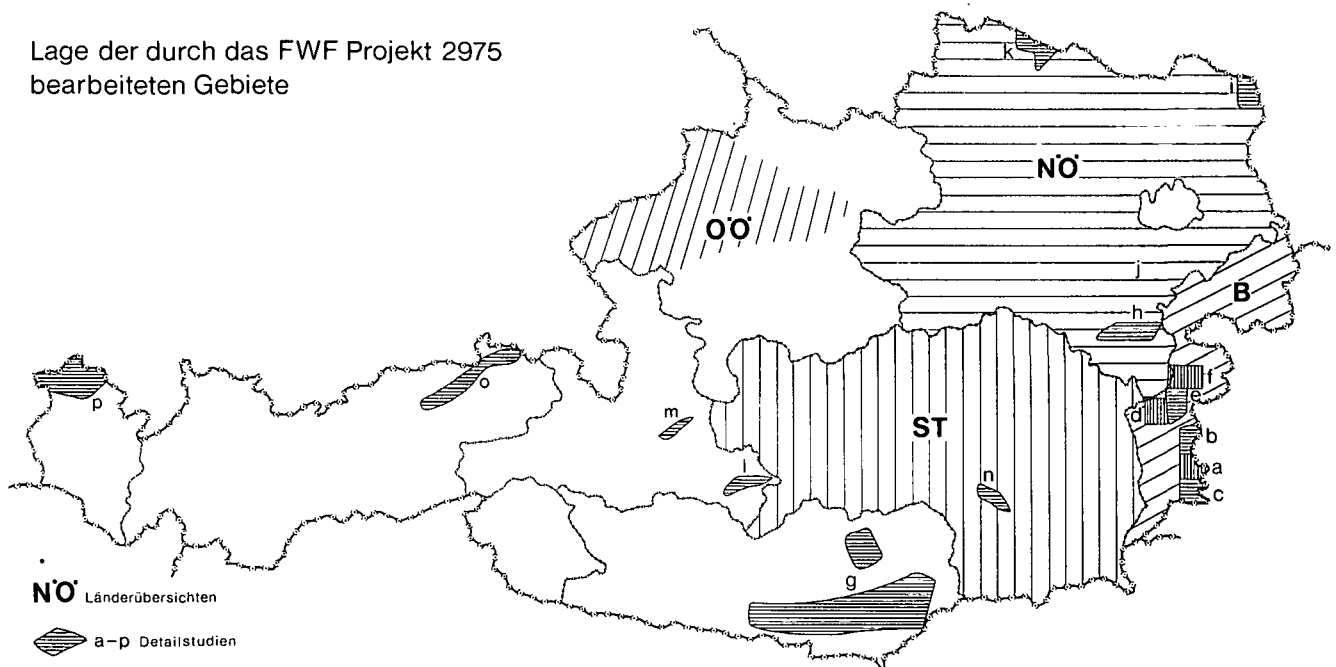 Lage der durch das FWF Projekt 2975
bearbeiteten Gebiete
k
i
NÖ
OÖ
j
B
h
o
p
f
e
d
m
ST
b
l
n
a
c
g
NÖ Länderübersichten
a-p Detailstudien